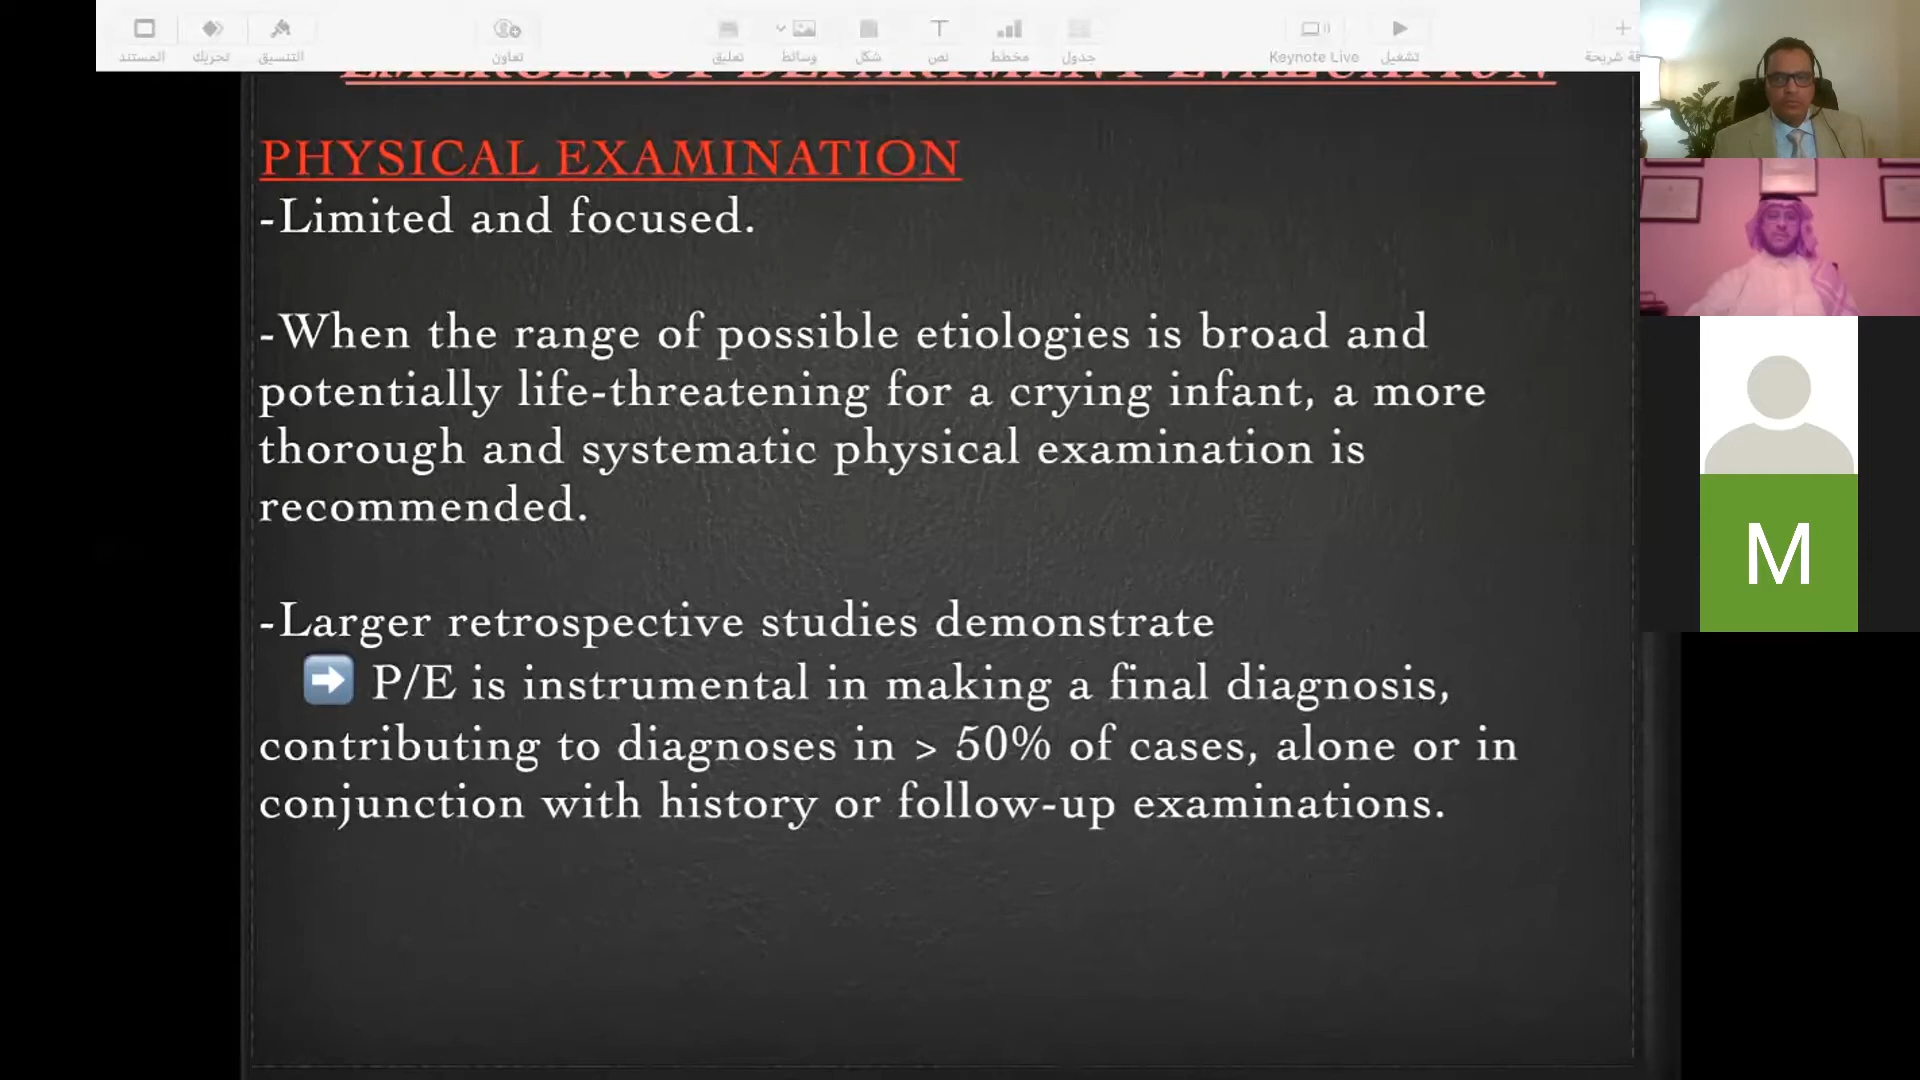 المستند
تحريك
التنسيق
تعاون
تعليق
وسائط
شكل
نص
مخطط
جدول
Keynote Live
تشغيل
شريحة
EMERGENCY DEPARTMENT EVALUATION
PHYSICAL EXAMINATION
-Limited and focused.
-When the range of possible etiologies is broad and
potentially life-threatening for a crying infant, a more
thorough and systematic physical examination is
recommended.
-Larger retrospective studies demonstrate
➡ P/E is instrumental in making a final diagnosis,
contributing to diagnoses in > 50% of cases, alone or in
conjunction with history or follow-up examinations.
M